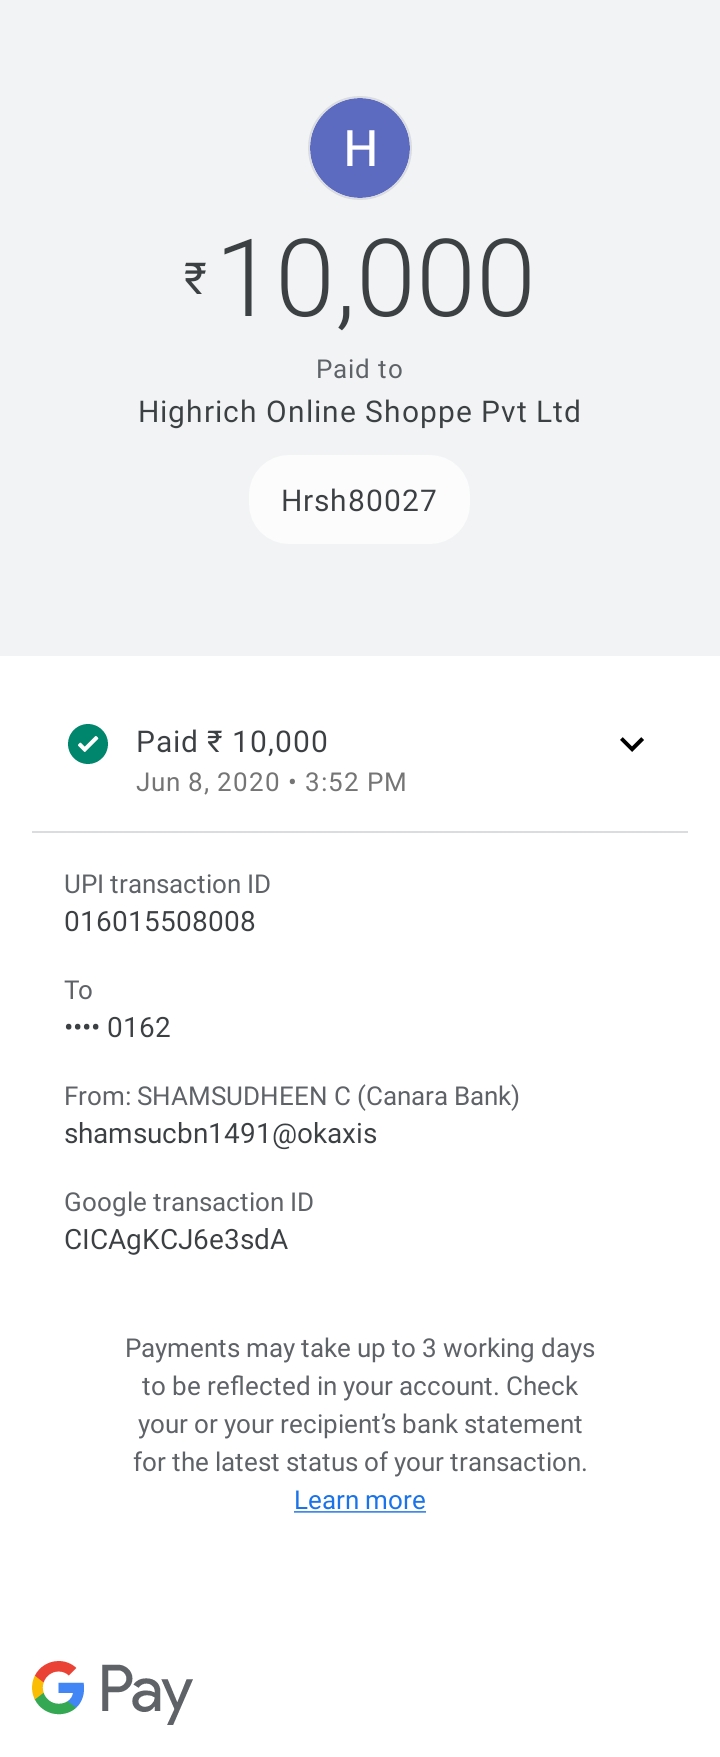 H
₹10,000
Paid to
Highrich Online Shoppe Pvt Ltd
Hrsh80027
Paid ₹ 10,000
Jun 8, 2020 • 3:52 PM
UPI transaction ID
016015508008
To
•••• 0162
From: SHAMSUDHEEN C (Canara Bank)
shamsucbn1491@okaxis
Google transaction ID
CICAgKCJ6e3sdA
Payments may take up to 3 working days
to be reflected in your account. Check
your or your recipient's bank statement
for the latest status of your transaction.
Learn more
G Pay